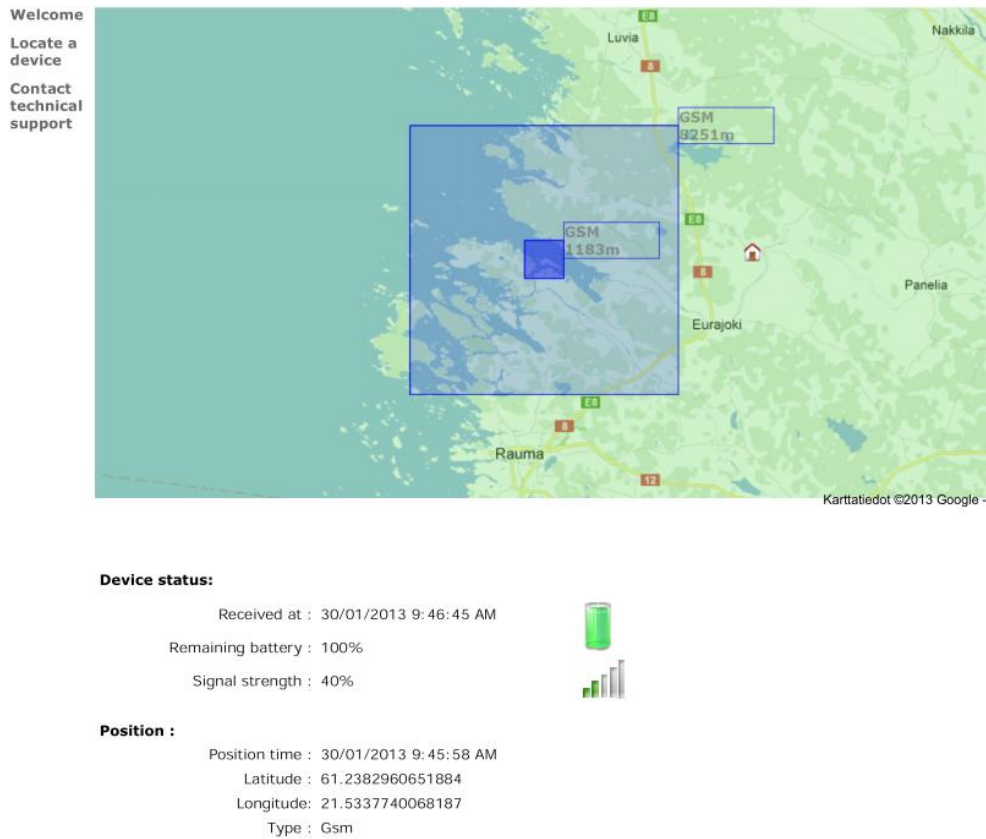 Welcome
Locate a
device
Contact
technical
support
E8
Luvia
Nakkila
8
GSM
8251m
E8
GSM
1183m
8
Panelia
Eurajoki
E8
8
Rauma
12
Karttatiedot ©2013 Google -
Device status:
Received at : 30/01/2013 9:46:45 AM
Remaining battery : 100%
Signal strength : 40%
Position :
Position time : 30/01/2013 9:45:58 AM
Latitude : 61.2382960651884
Longitude: 21.5337740068187
Type : Gsm